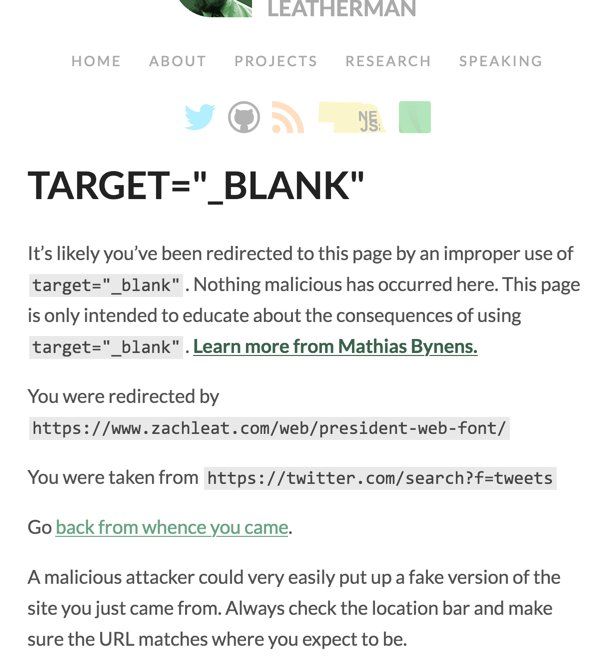 LEATHERMAN
HOME ABOUT PROJECTS RESEARCH SPEAKING
NE
JS
TARGET="_BLANK"
It’s likely you’ve been redirected to this page by an improper use of
target="_blank". Nothing malicious has occurred here. This page
is only intended to educate about the consequences of using
target="_blank". Learn more from Mathias Bynens.
You were redirected by
https://www.zachleat.com/web/president-web-font/
You were taken from https://twitter.com/search?f=tweets
Go back from whence you came.
A malicious attacker could very easily put up a fake version of the
site you just came from. Always check the location bar and make
sure the URL matches where you expect to be.